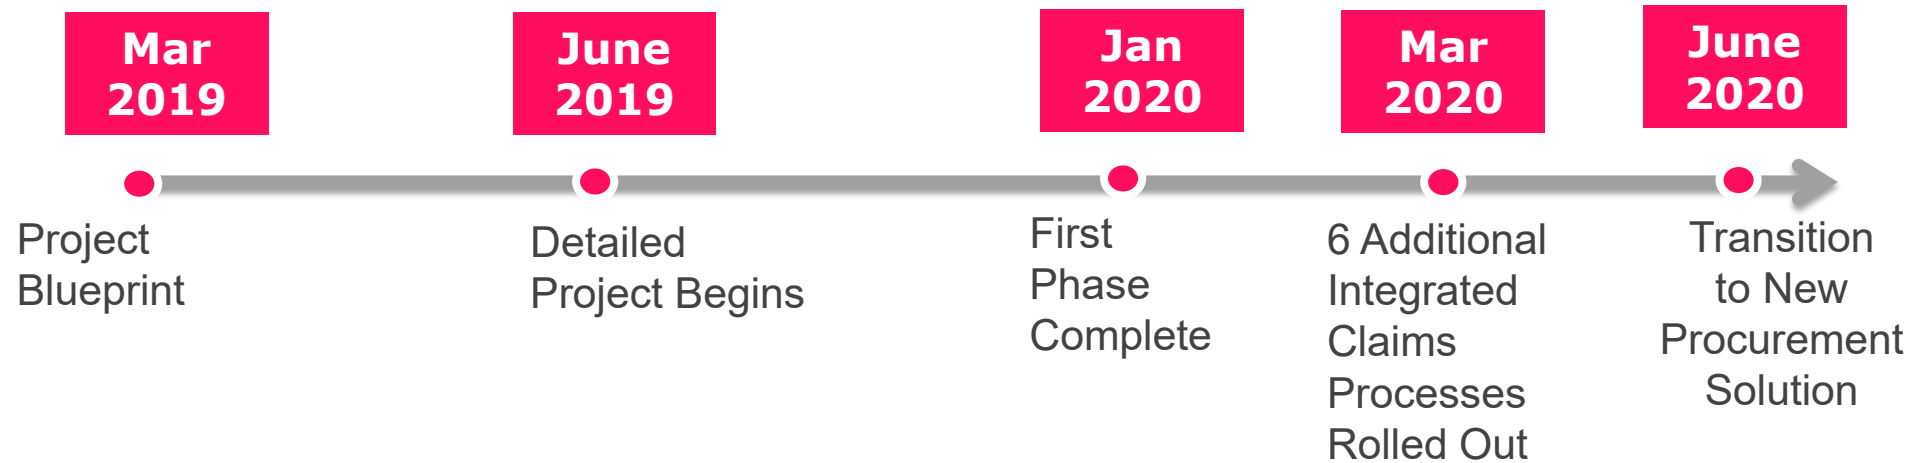 Mar
2019
June
2019
Jan
2020
Mar
2020
June
2020
Project
Blueprint
Detailed
Project Begins
First
Phase
Complete
6 Additional
Integrated
Claims
Processes
Rolled Out
Transition
to New
Procurement
Solution